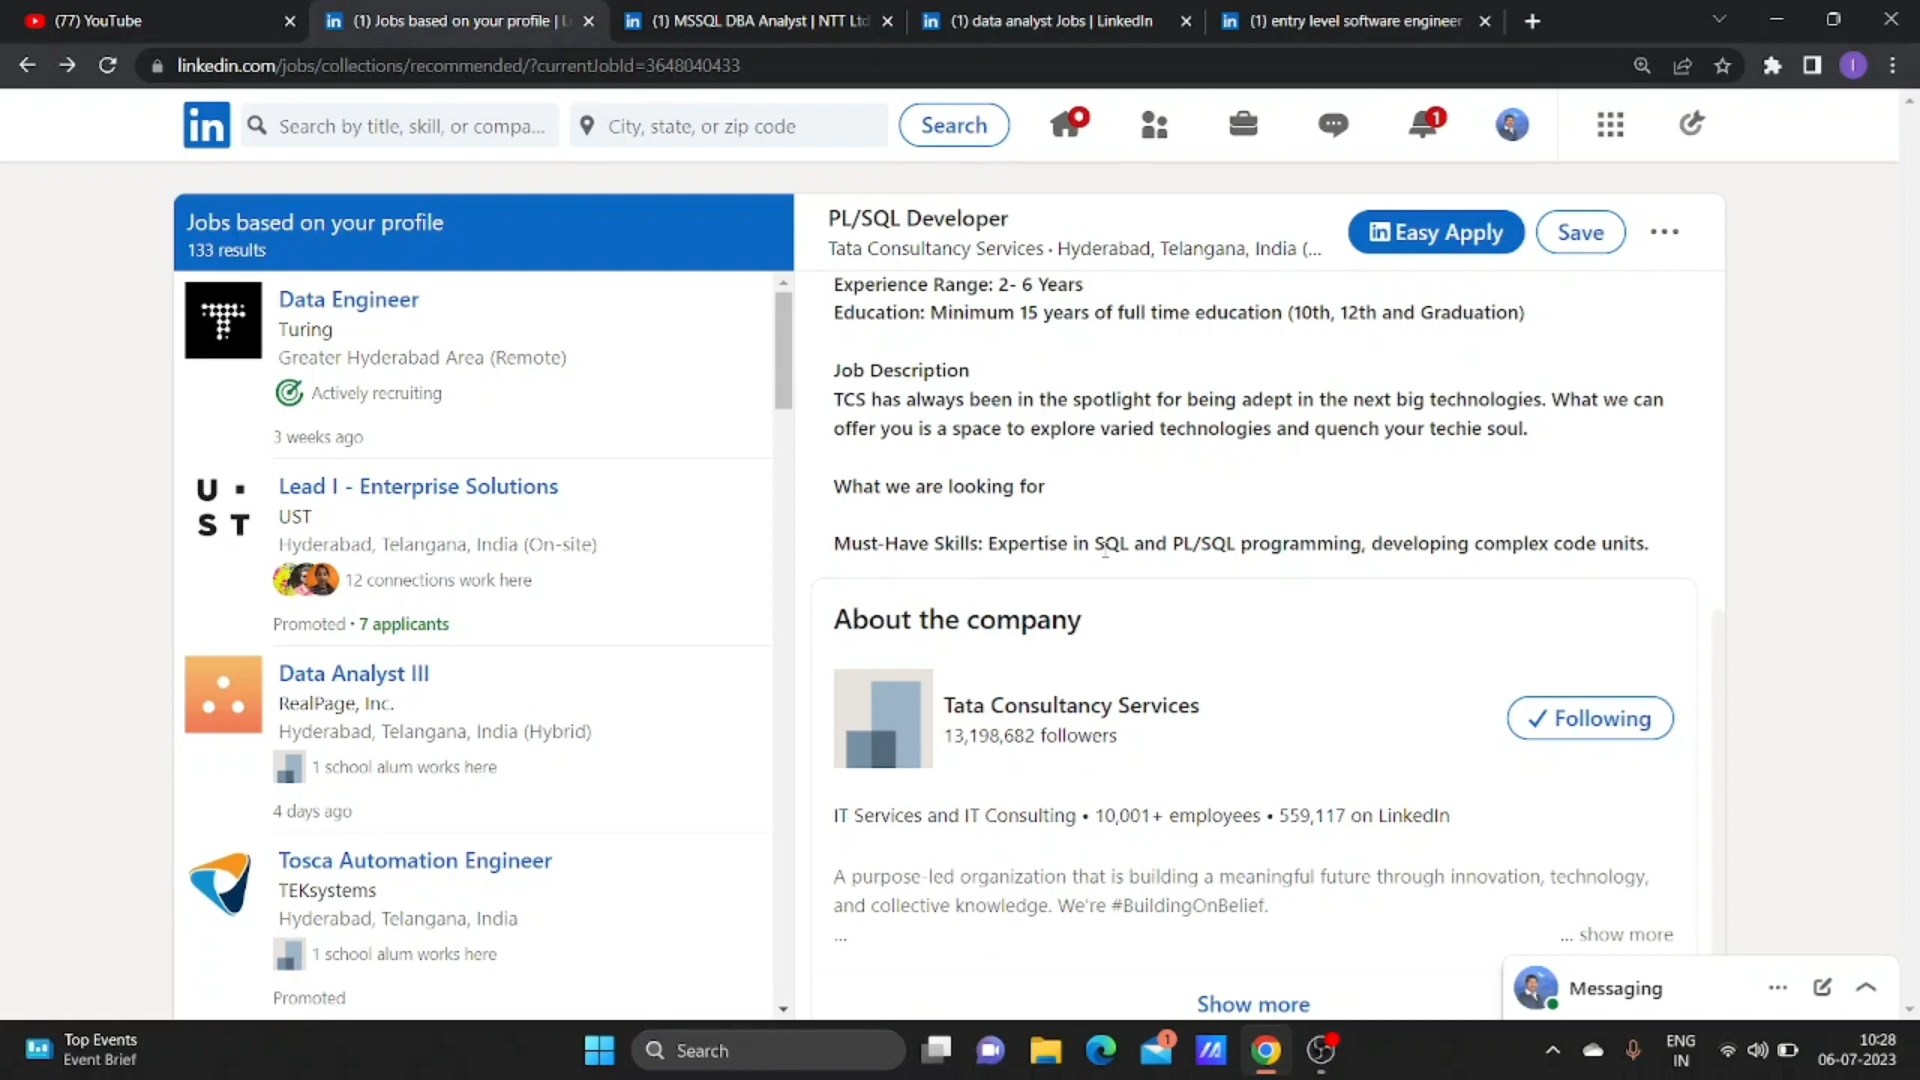 (77) YouTube
(1) Jobs based on your profile | L
(1) MSSQL DBA Analyst | NTT Ltd
(1) data analyst Jobs | LinkedIn
(1) entry level software engineer
linkedin.com/jobs/collections/recommended/?currentJobId=3648040433
I
in
Search by title, skill, or compa...
City, state, or zip code
Search
1
Jobs based on your profile
133 results
Data Engineer
Turing
Greater Hyderabad Area (Remote)
Actively recruiting
3 weeks ago
U ·
S T
Lead I - Enterprise Solutions
UST
Hyderabad, Telangana, India (On-site)
12 connections work here
Promoted · 7 applicants
Data Analyst III
RealPage, Inc.
Hyderabad, Telangana, India (Hybrid)
1 school alum works here
4 days ago
Tosca Automation Engineer
TEKsystems
Hyderabad, Telangana, India
1 school alum works here
Promoted
PL/SQL Developer
Tata Consultancy Services · Hyderabad, Telangana, India (...
in Easy Apply
Save
Experience Range: 2- 6 Years
Education: Minimum 15 years of full time education (10th, 12th and Graduation)
Job Description
TCS has always been in the spotlight for being adept in the next big technologies. What we can
offer you is a space to explore varied technologies and quench your techie soul.
What we are looking for
Must-Have Skills: Expertise in SQL and PL/SQL programming, developing complex code units.
About the company
Tata Consultancy Services
13,198,682 followers
Following
IT Services and IT Consulting • 10,001+ employees • 559,117 on LinkedIn
A purpose-led organization that is building a meaningful future through innovation, technology,
and collective knowledge. We're #BuildingOnBelief.
...
... show more
Show more
Messaging
Top Events
Event Brief
Search
1
ENG
IN
10:28
06-07-2023